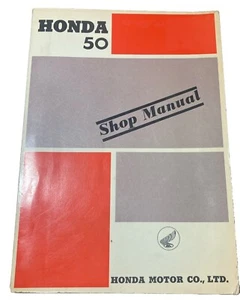 HONDA
50
Shop Manual
HONDA MOTOR CO., LTD.